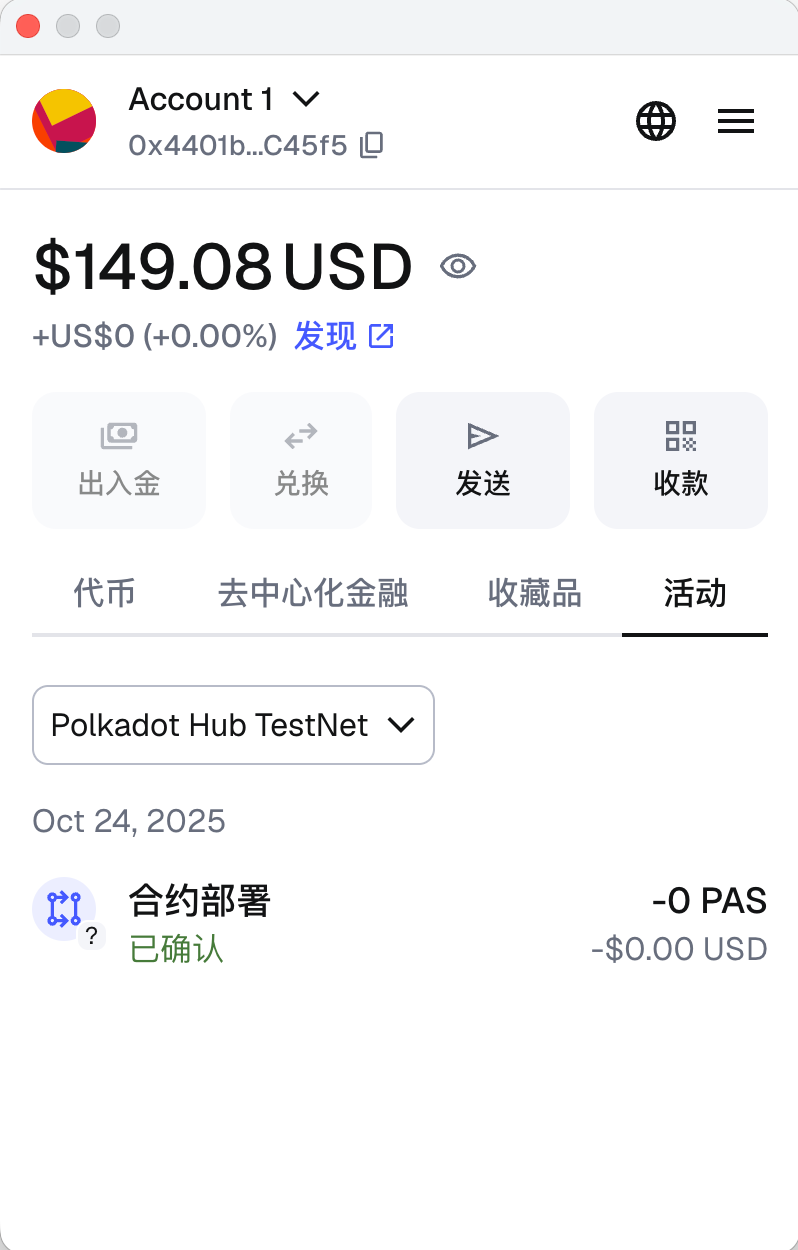 Account 1
0x4401b...C45f5
$149.08 USD
+US$0 (+0.00%) 发现
出入金
兑换
发送
收款
代币
去中心化金融
收藏品
活动
Polkadot Hub TestNet
Oct 24, 2025
合约部署
-0 PAS
?
已确认
-$0.00 USD